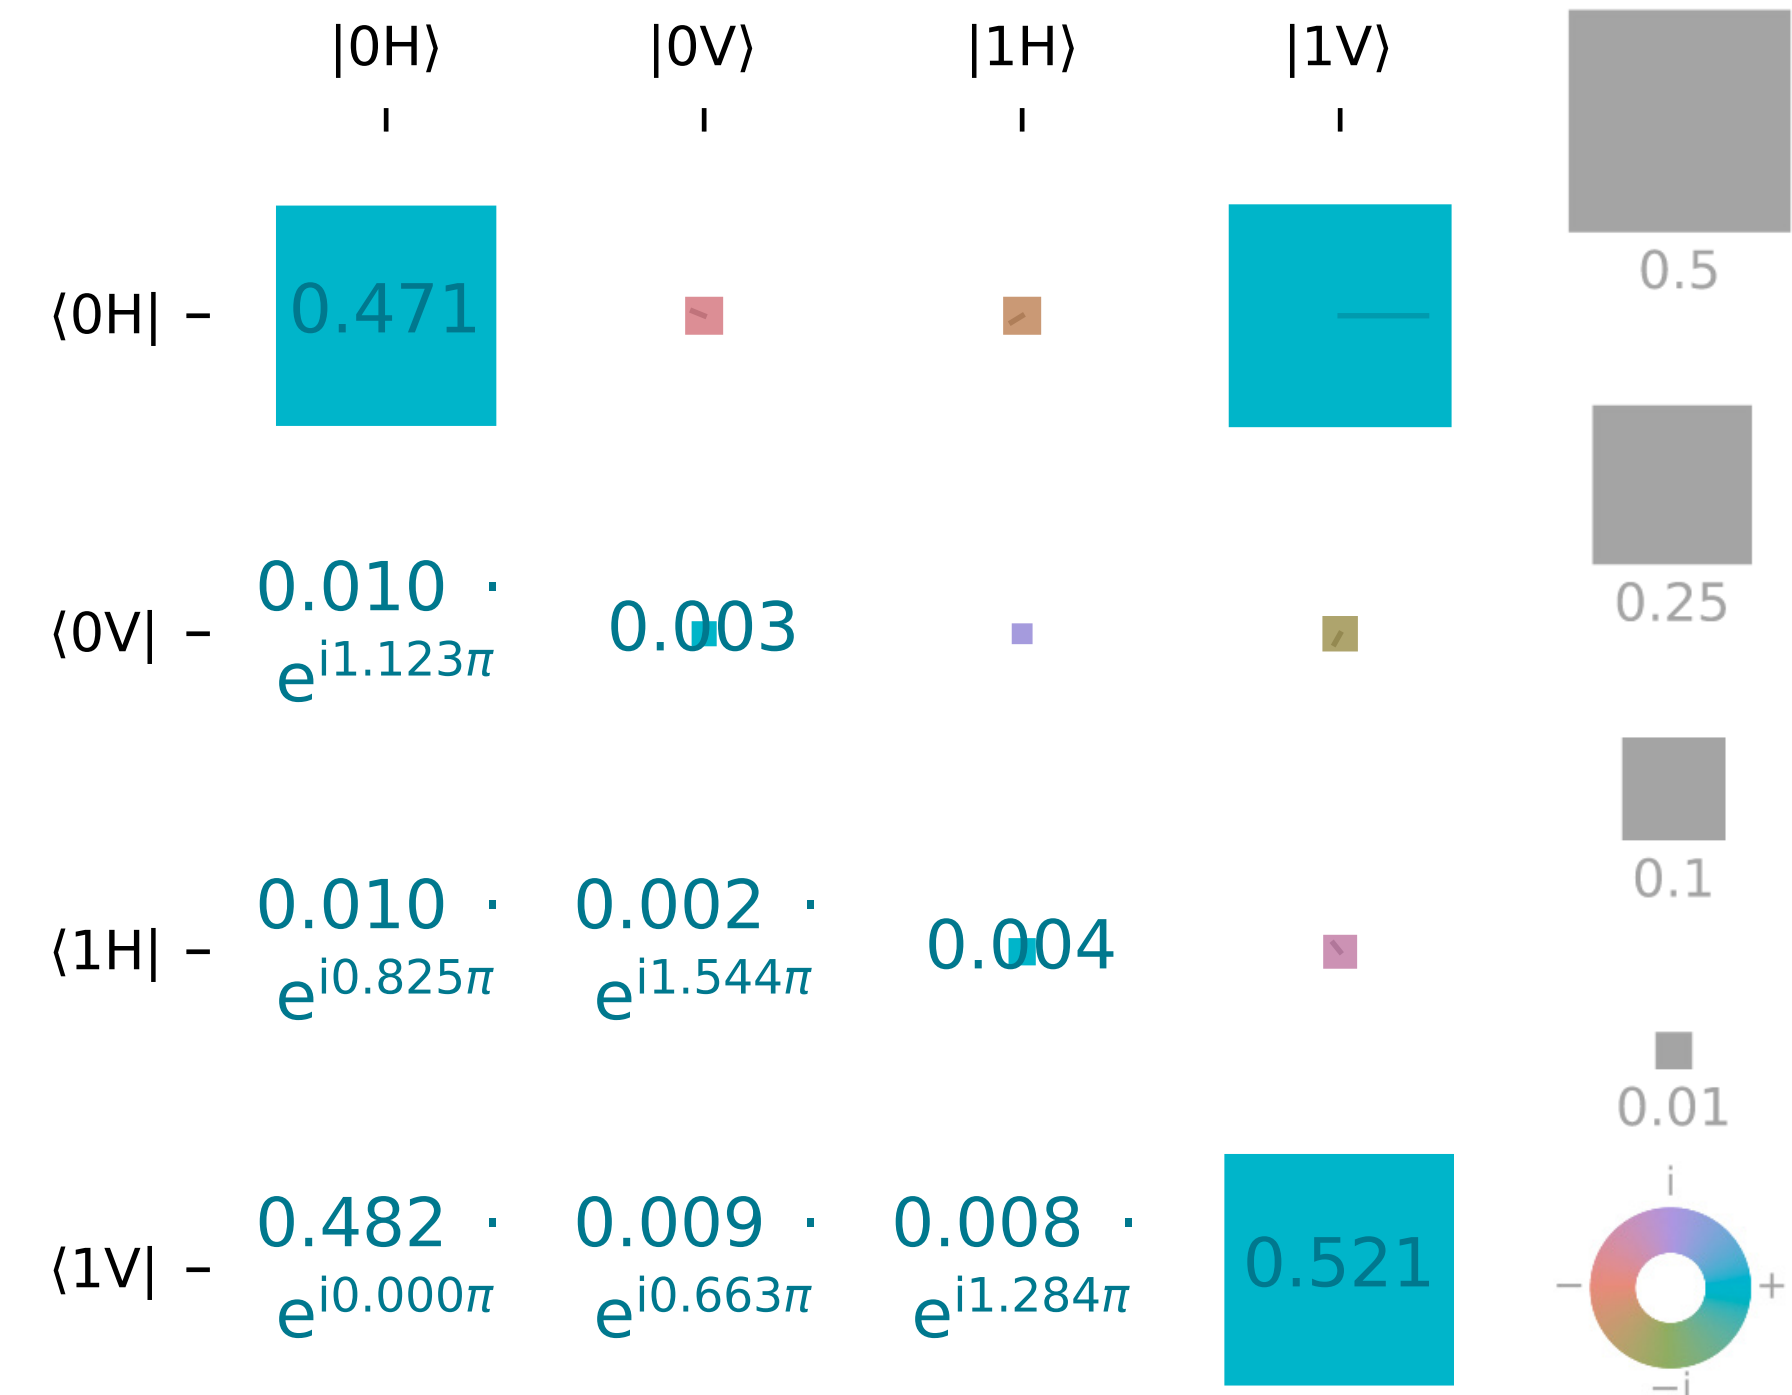 |0H⟩ |0V⟩ |1H⟩ |1V⟩
0.5
⟨0H| 0.471
0.25
⟨0V| 0.010 · e^{i1.123π} 0.003
0.1
⟨1H| 0.010 · e^{i0.825π} 0.002 · e^{i1.544π} 0.004
0.01
⟨1V| 0.482 · e^{i0.000π} 0.009 · e^{i0.663π} 0.008 · e^{i1.284π} 0.521
i
− +
−i